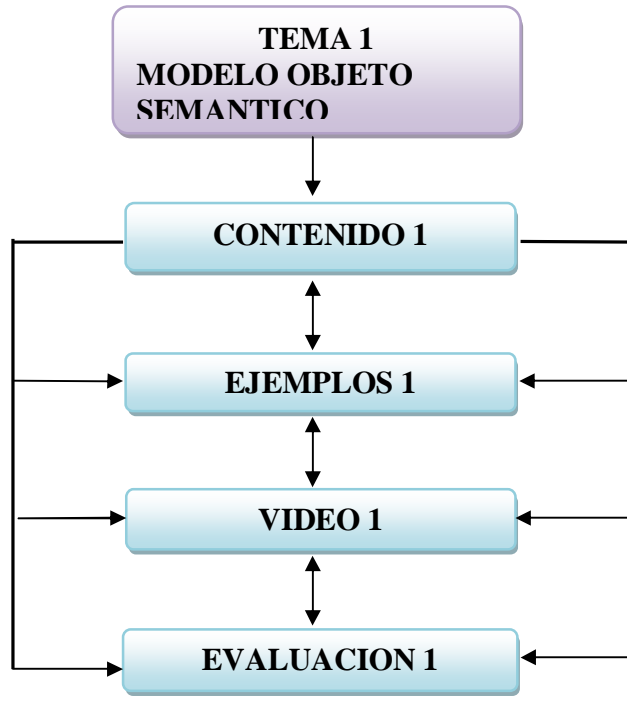 TEMA 1
MODELO OBJETO
SEMANTICO
CONTENIDO 1
EJEMPLOS 1
VIDEO 1
EVALUACION 1